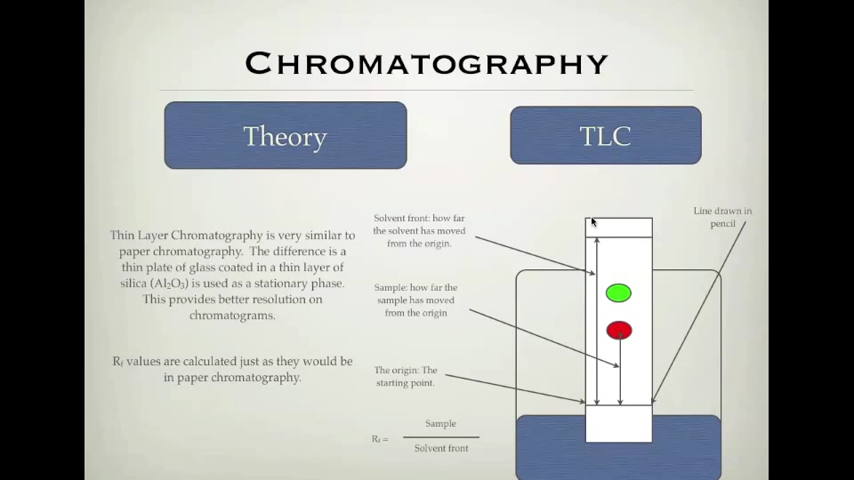 CHROMATOGRAPHY
Theory
TLC
Thin Layer Chromatography is very similar to
paper chromatography. The difference is a
thin plate of glass coated in a thin layer of
silica (Al₂O₃) is used as a stationary phase.
This provides better resolution on
chromatograms.
Rf values are calculated just as they would be
in paper chromatography.
Solvent front: how far
the solvent has moved
from the origin.
Sample: how far the
sample has moved
from the origin
The origin: The
starting point.
Rf =
Sample
Solvent front
Line drawn in
pencil